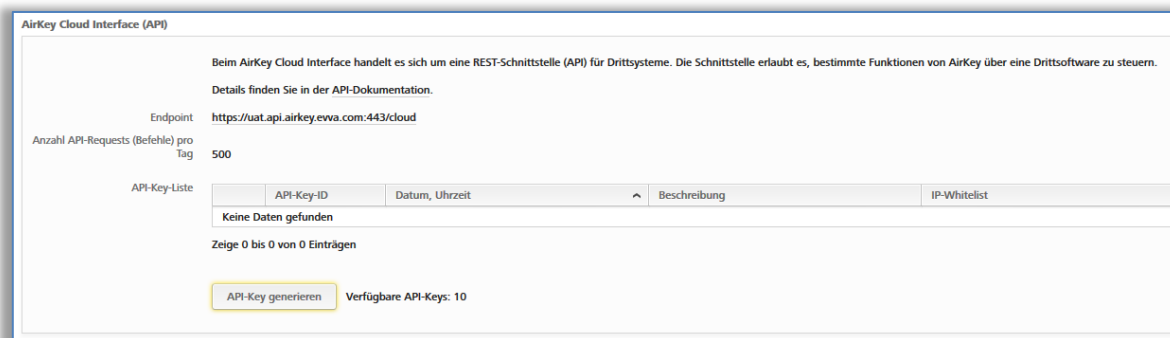 AirKey Cloud Interface (API)
Beim AirKey Cloud Interface handelt es sich um eine REST-Schnittstelle (API) für Drittsysteme. Die Schnittstelle erlaubt es, bestimmte Funktionen von AirKey über eine Drittsoftware zu steuern.
Details finden Sie in der API-Dokumentation.
Endpoint https://uat.api.airkey.evva.com:443/cloud
Anzahl API-Requests (Befehle) pro
Tag 500
API-Key-Liste
API-Key-ID Datum, Uhrzeit Beschreibung IP-Whitelist
Keine Daten gefunden
Zeige 0 bis 0 von 0 Einträgen
API-Key generieren Verfügbare API-Keys: 10